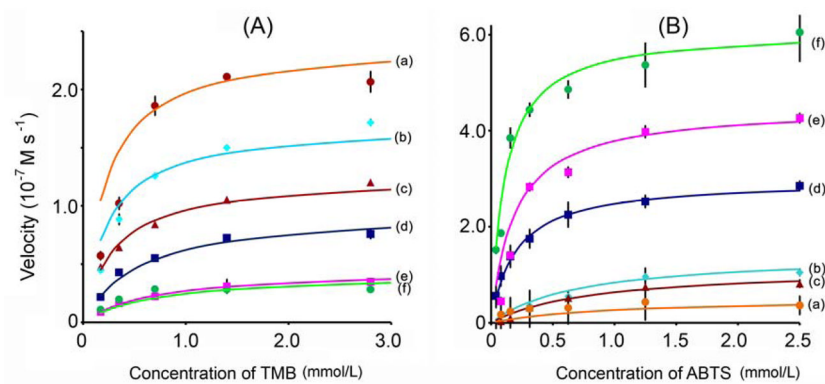 (A)
(B)
Velocity (10⁻⁷ M s⁻¹)
2.0
1.0
0
0
1.0
2.0
3.0
(a)
(b)
(c)
(d)
(e)
(f)
Concentration of TMB (mmol/L)
6.0
4.0
2.0
0
0
0.5
1.0
1.5
2.0
2.5
(f)
(e)
(d)
(b)
(c)
(a)
Concentration of ABTS (mmol/L)